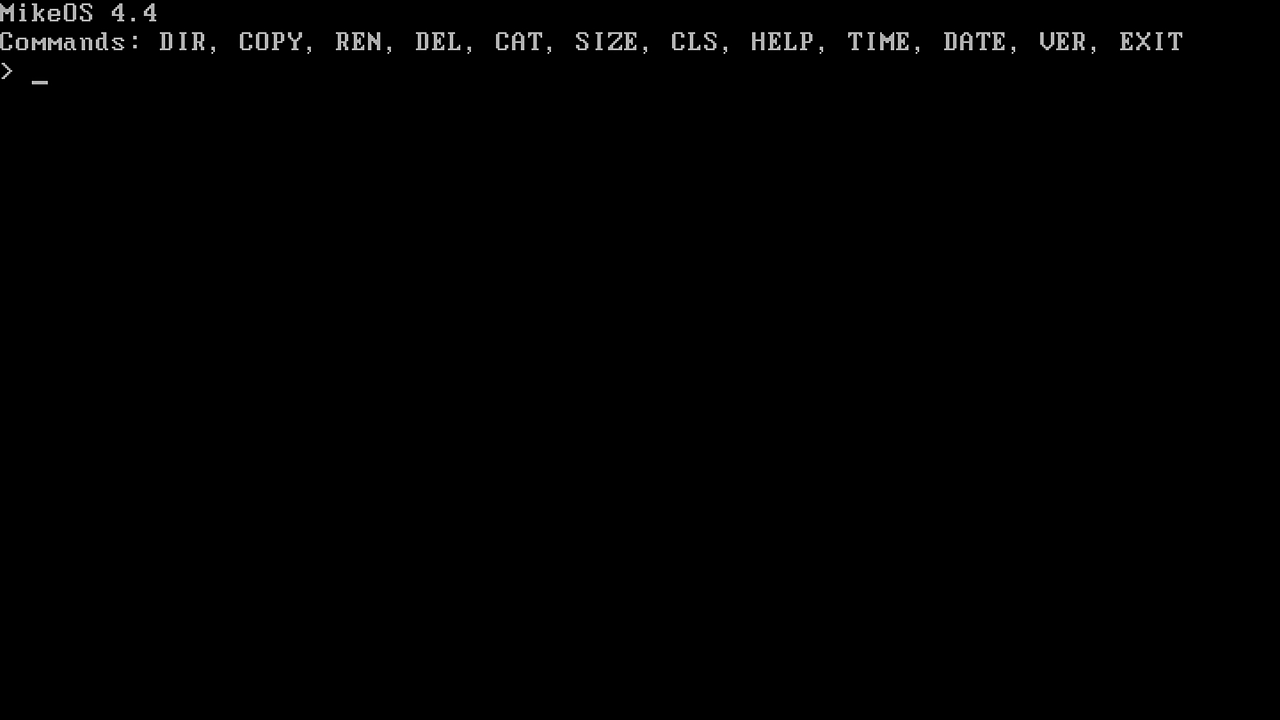 MikeOS 4.4
Commands: DIR, COPY, REN, DEL, CAT, SIZE, CLS, HELP, TIME, DATE, VER, EXIT
> _